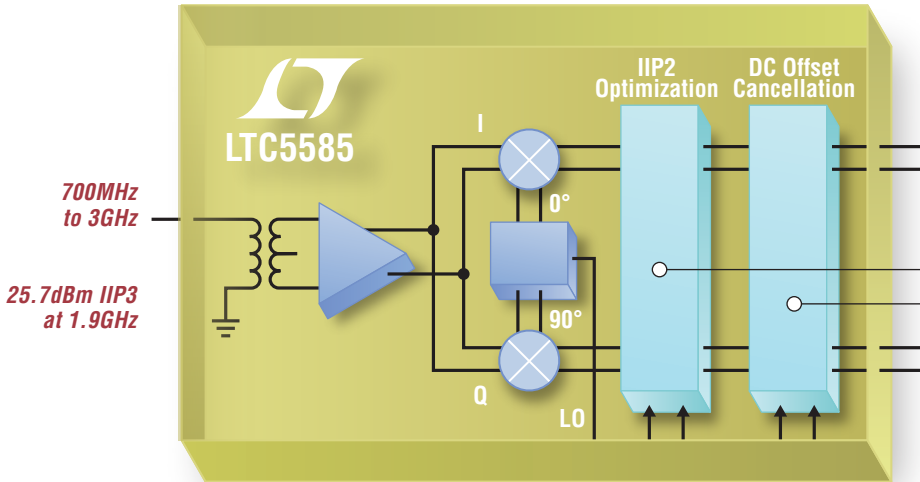 LTC5585
700MHz
to 3GHz
25.7dBm IIP3
at 1.9GHz
I
0°
90°
Q
LO
IIP2
Optimization
DC Offset
Cancellation